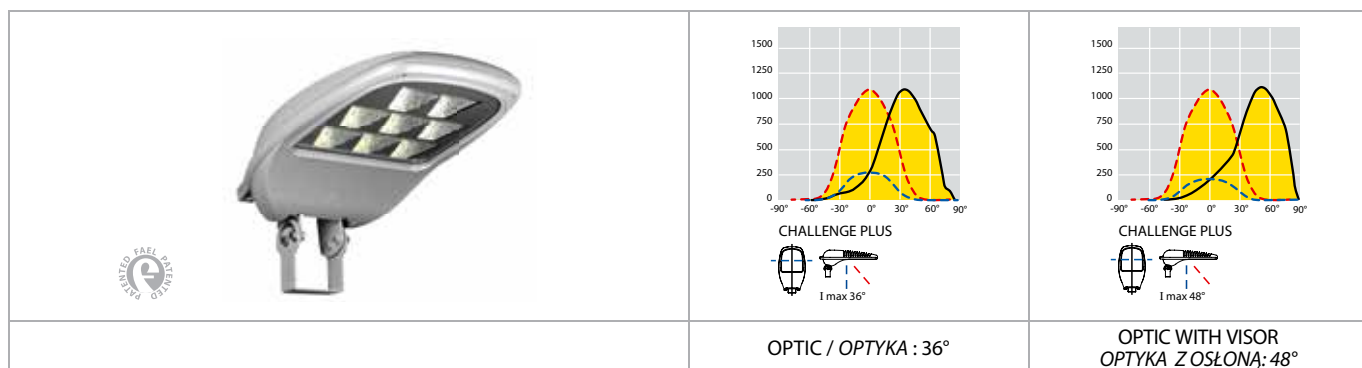 PATENTED FAEL PATENTED
1500
1250
1000
750
500
250
0
-90° -60° -30° 0° 30° 60° 90°
CHALLENGE PLUS
I max 36°
1500
1250
1000
750
500
250
0
-90° -60° -30° 0° 30° 60° 90°
CHALLENGE PLUS
I max 48°
OPTIC / OPTYKA : 36°
OPTIC WITH VISOR
OPTYKA Z OSŁONĄ: 48°